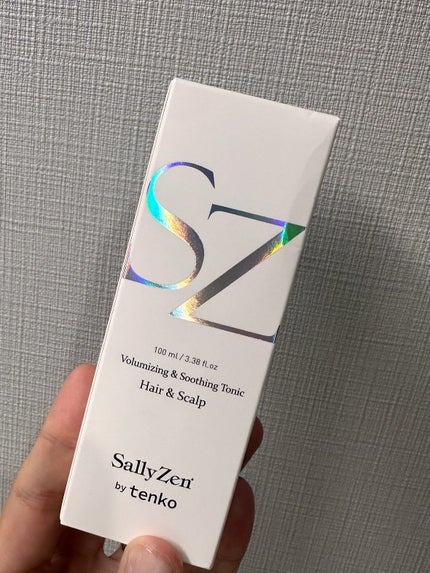 SZ
100 ml / 3.38 fl.oz
Volumizing & Soothing Tonic
Hair & Scalp
SallyZen
by tenko